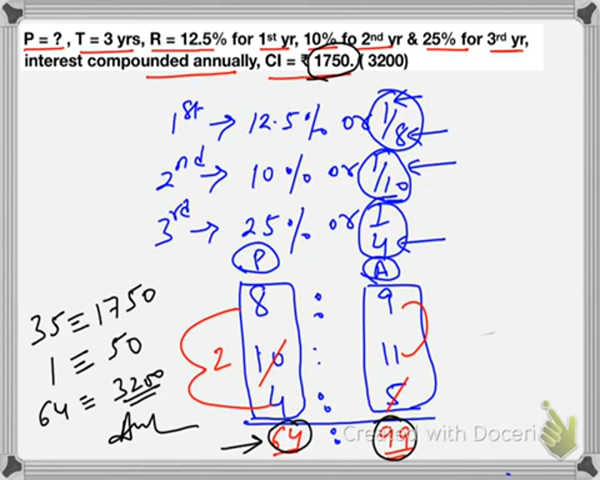 P = ? , T = 3 yrs, R = 12.5% for 1st yr, 10% fo 2nd yr & 25% for 3rd yr,
interest compounded annually, CI = ₹ 1750. ( 3200)
1st → 12.5% or 1/8
2nd → 10% or 1/10
3rd → 25% or 1/4
P A
8 : 9
2 10 : 11
4 : 5
64 : 99
35 ≡ 1750
1 ≡ 50
64 ≡ 3200
Ans
Created with Doceri